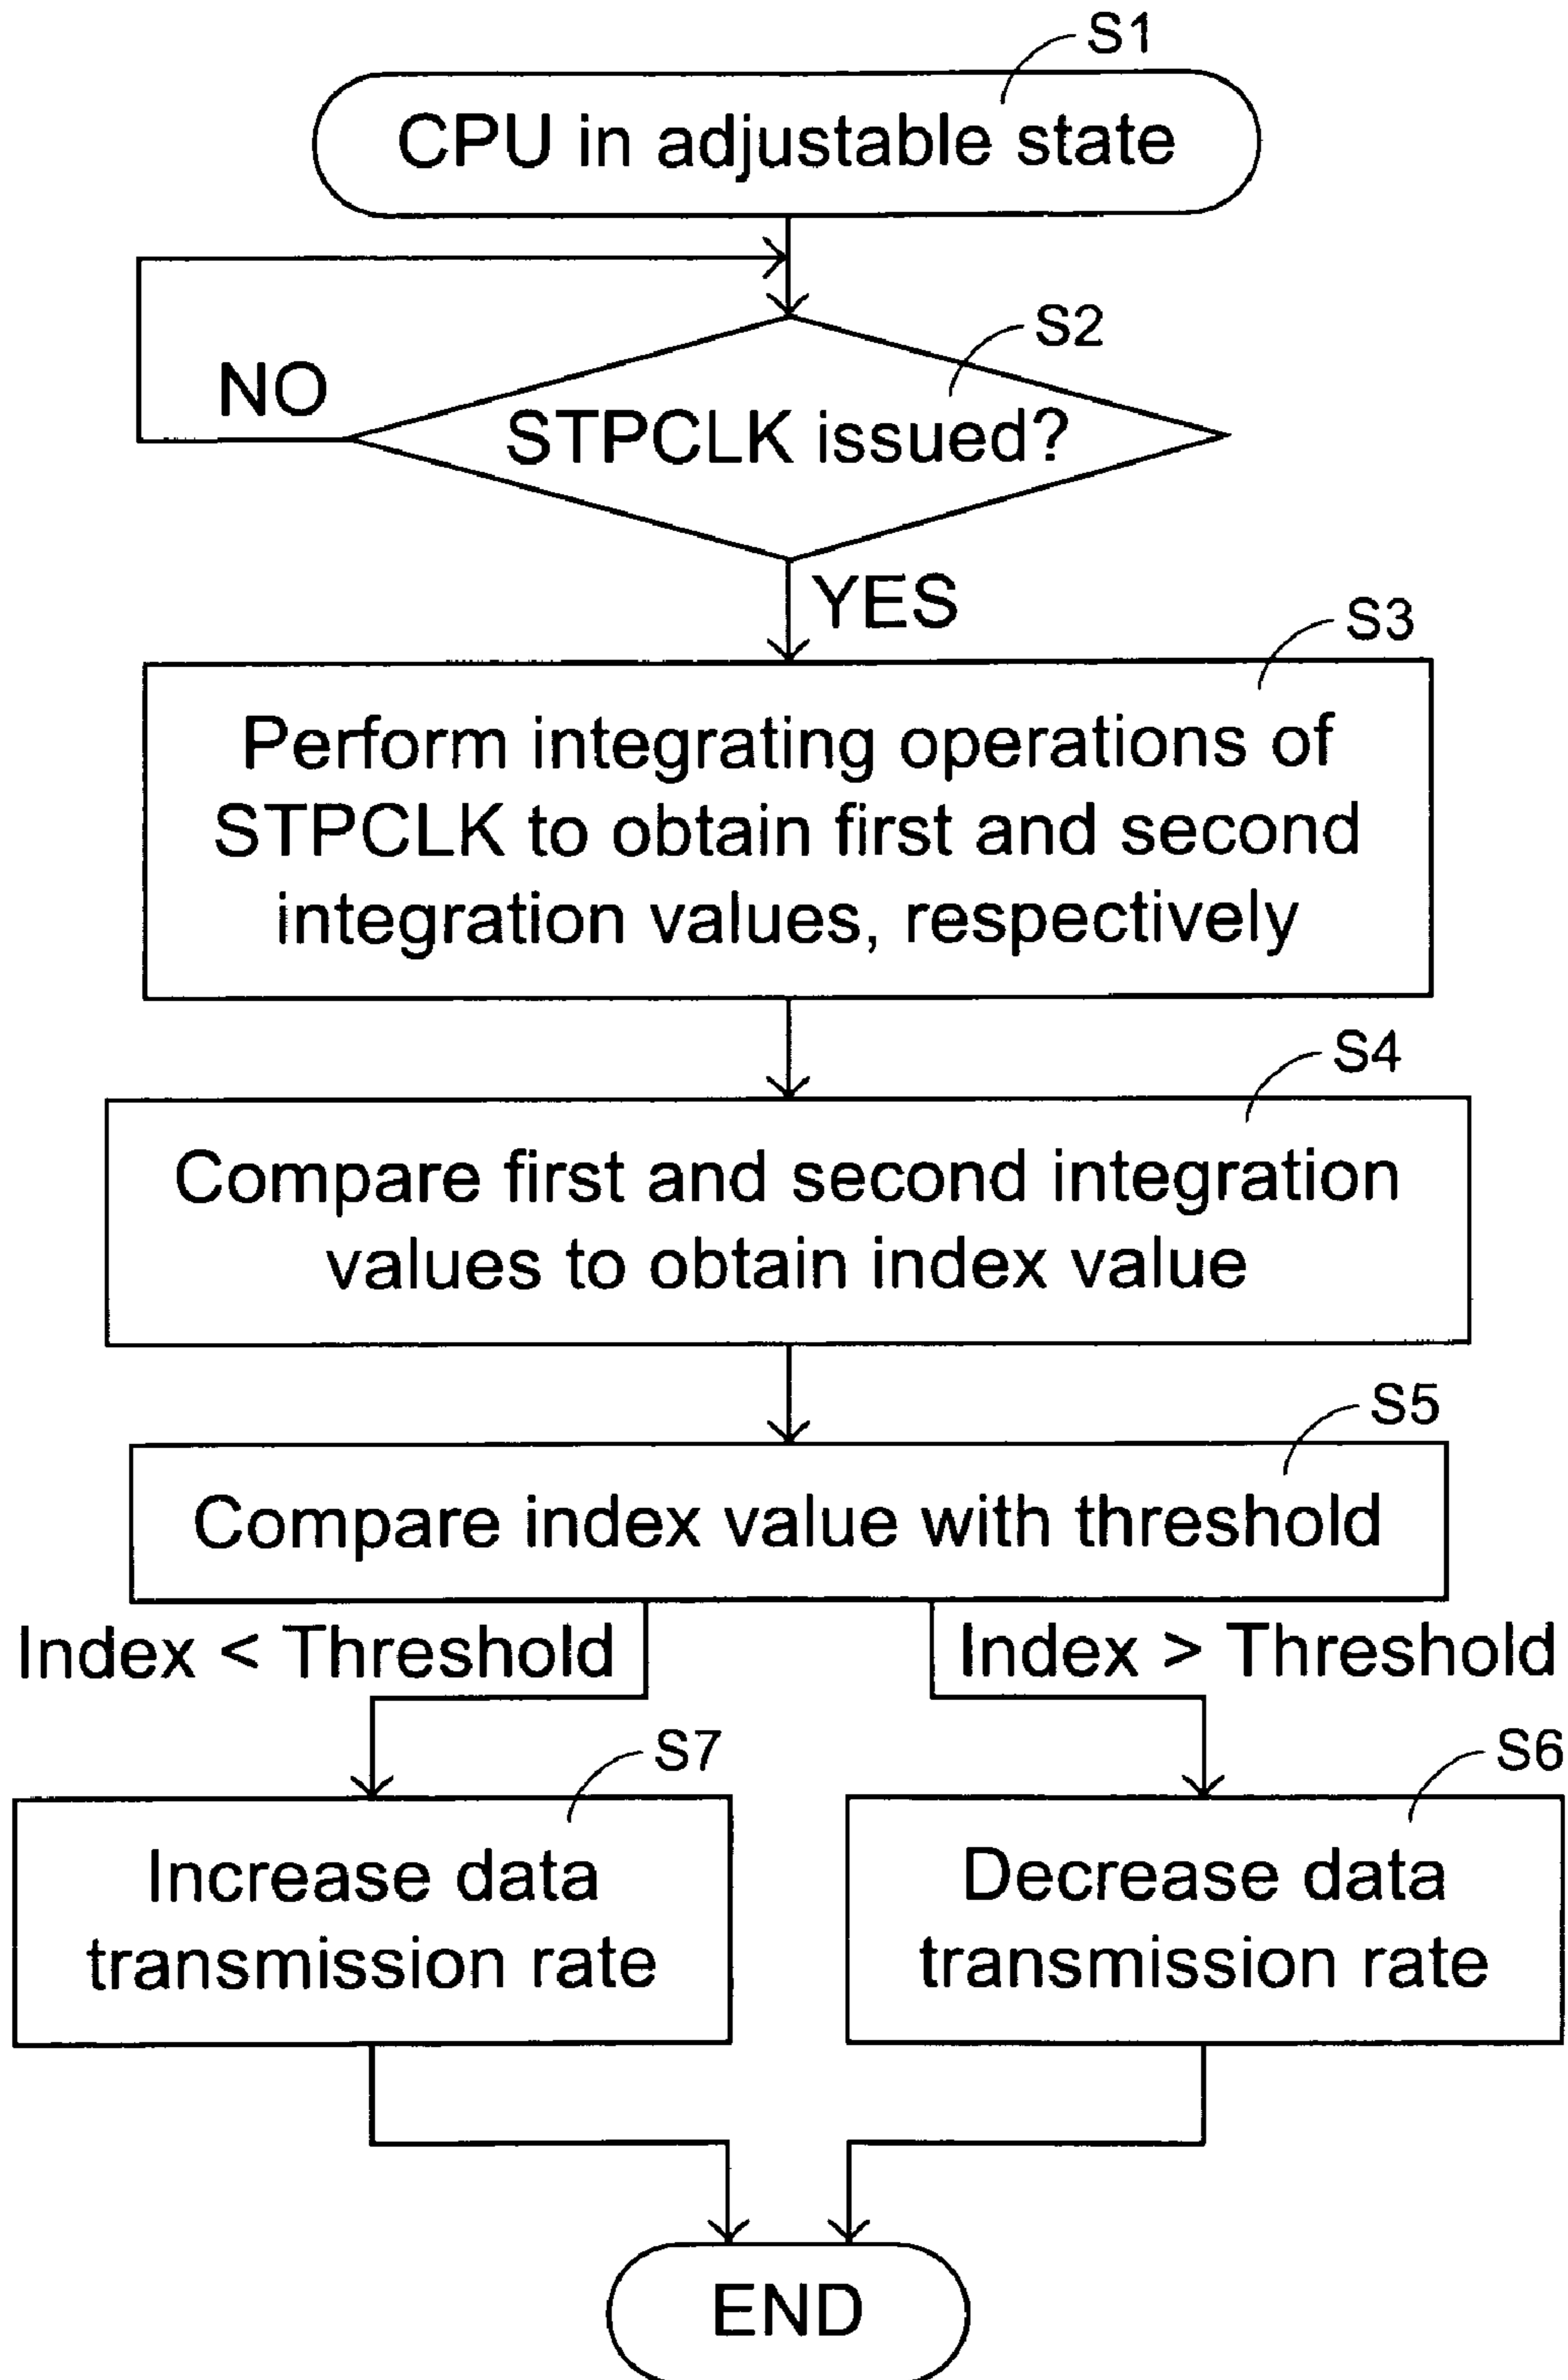 S1
CPU in adjustable state
S2
NO
STPCLK issued?
YES
S3
Perform integrating operations of
STPCLK to obtain first and second
integration values, respectively
S4
Compare first and second integration
values to obtain index value
S5
Compare index value with threshold
Index < Threshold
Index > Threshold
S7
S6
Increase data
transmission rate
Decrease data
transmission rate
END